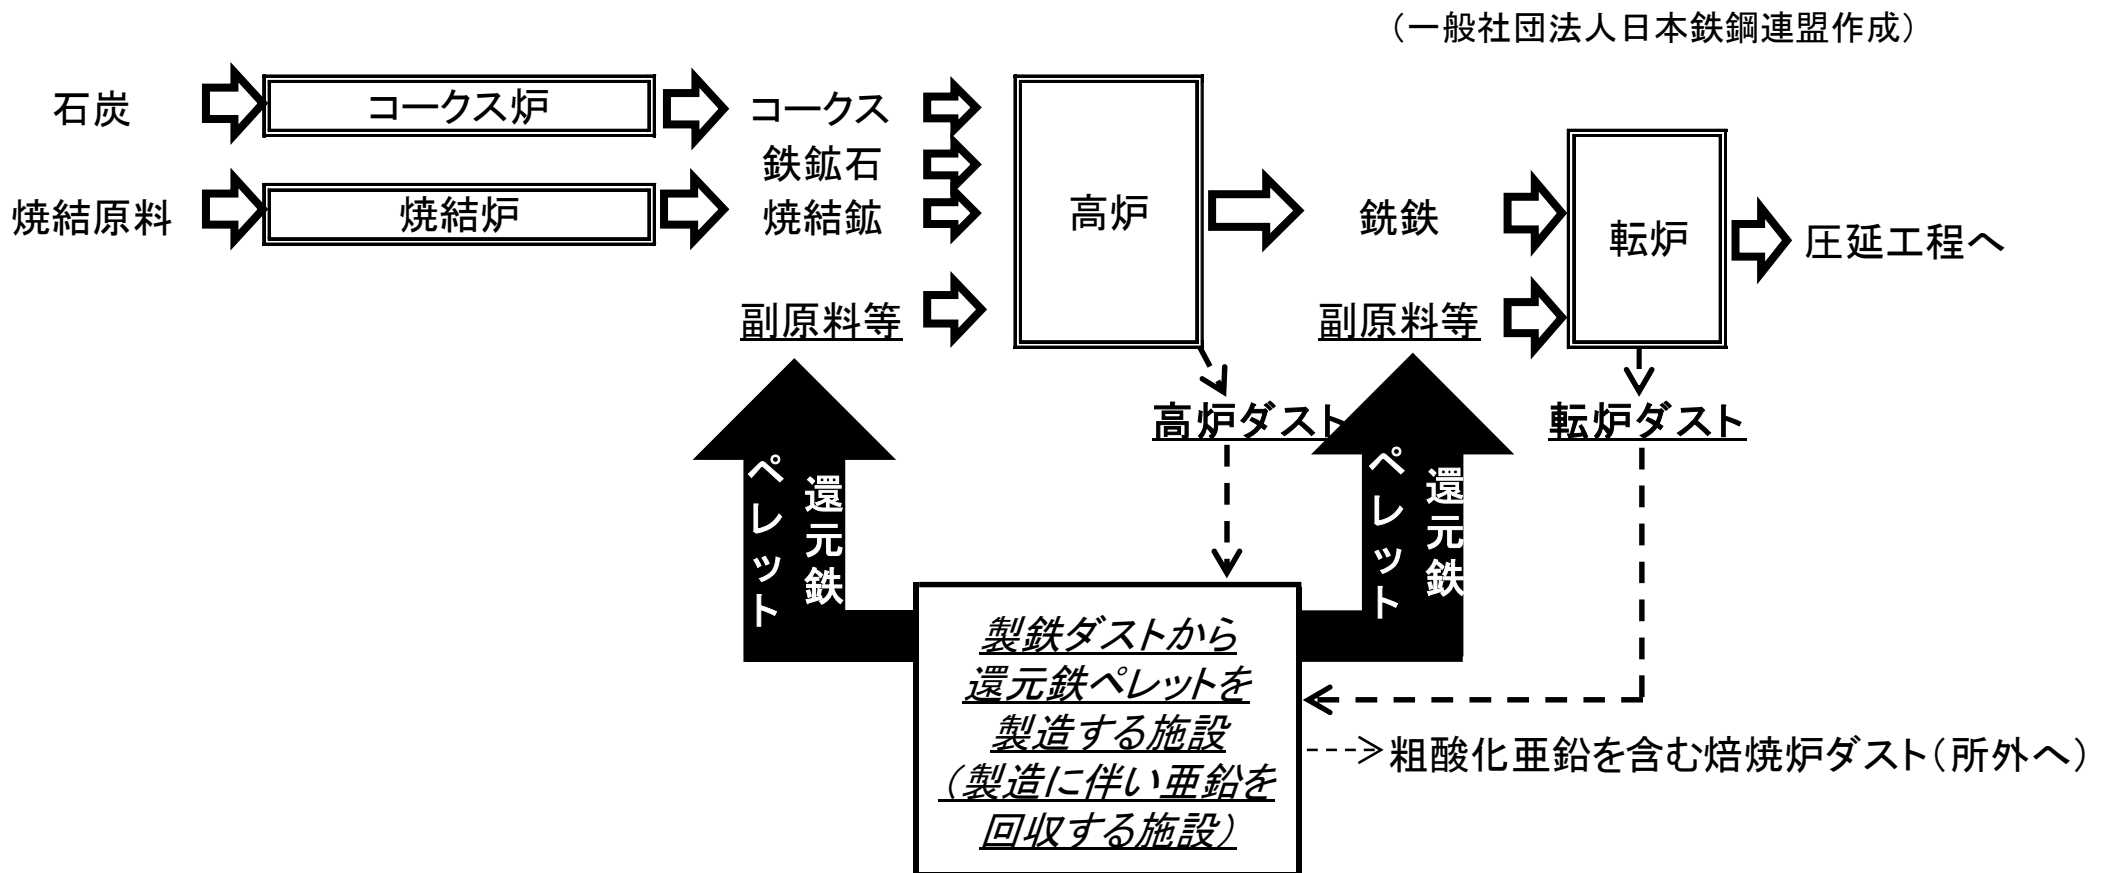 （一般社団法人日本鉄鋼連盟作成）
石炭
コークス炉
コークス
鉄鉱石
焼結原料
焼結炉
焼結鉱
高炉
銑鉄
転炉
圧延工程へ
副原料等
副原料等
高炉ダスト
転炉ダスト
還元鉄
ペレット
還元鉄
ペレット
製鉄ダストから
還元鉄ペレットを
製造する施設
（製造に伴い亜鉛を
回収する施設）
粗酸化亜鉛を含む焙焼炉ダスト（所外へ）